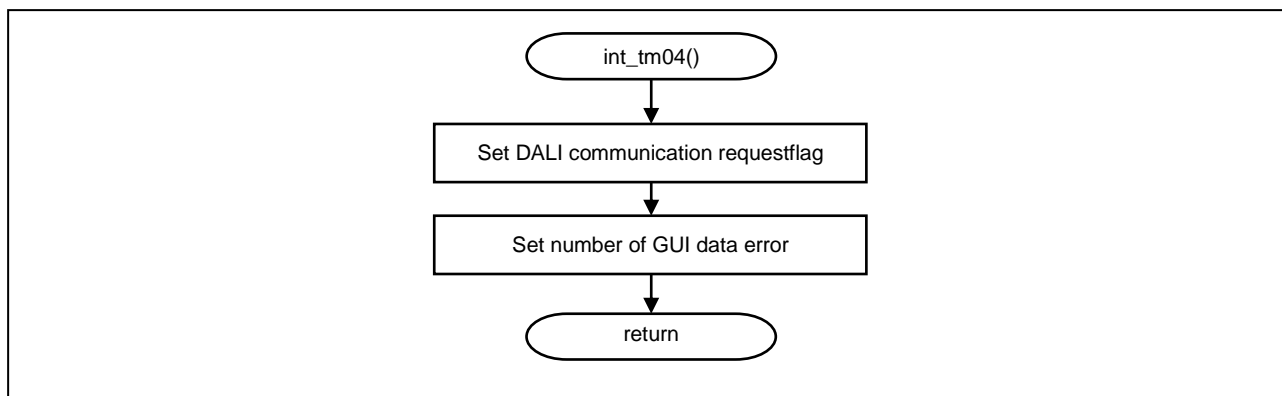 int_tm04()
Set DALI communication requestflag
Set number of GUI data error
return